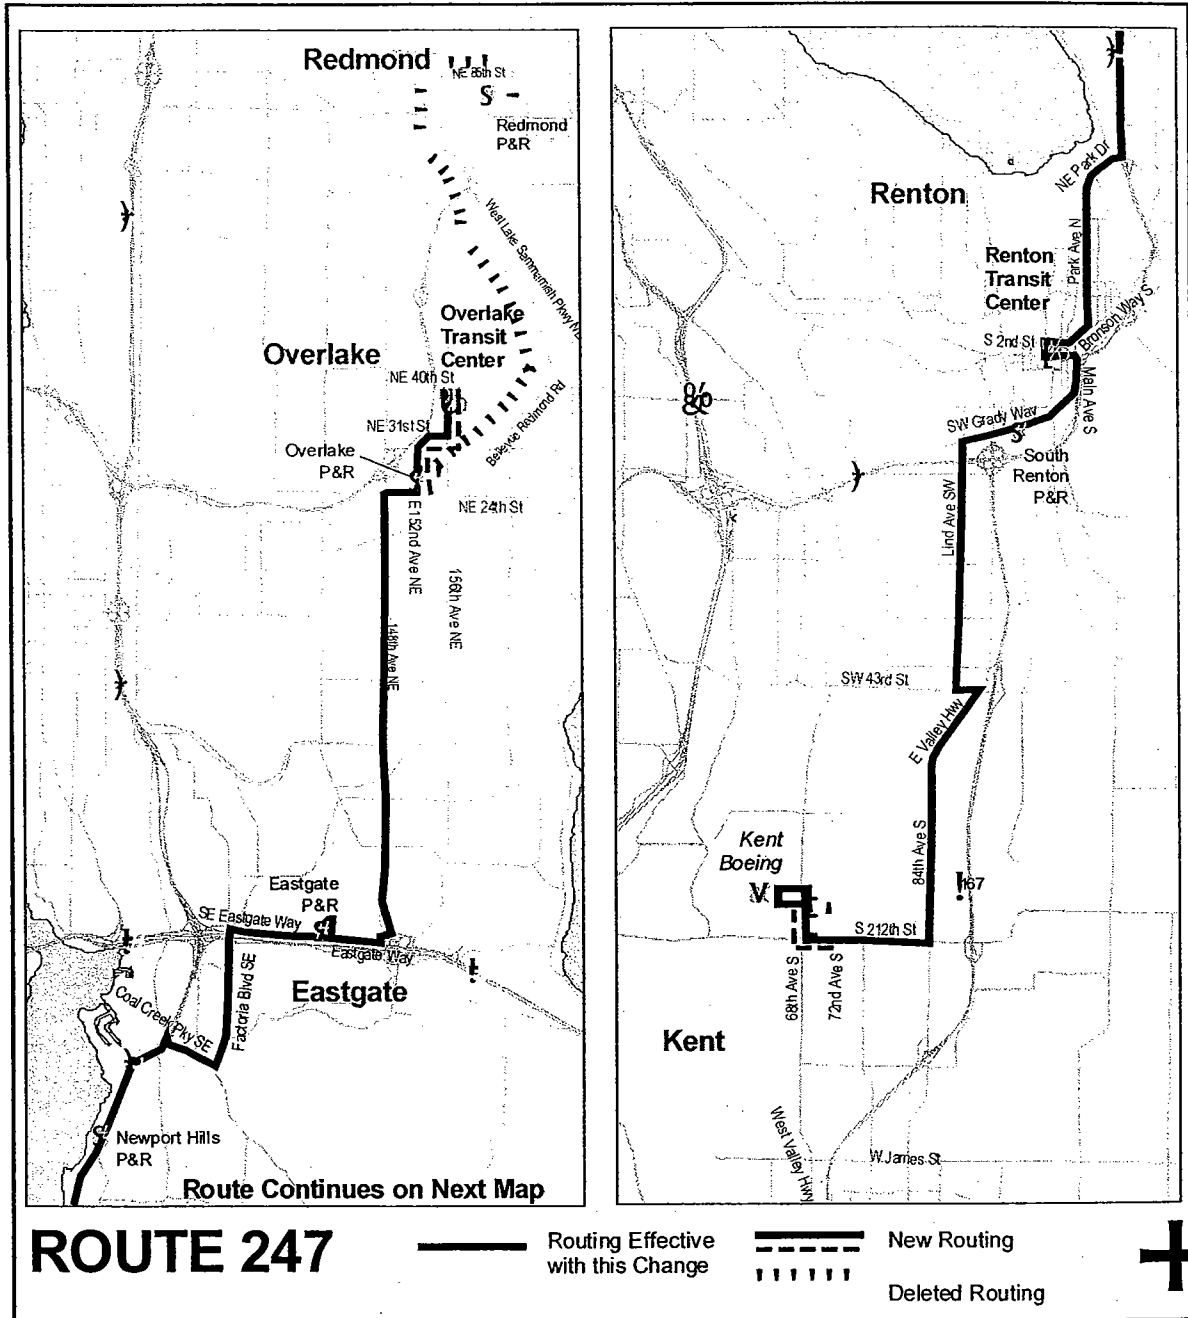 Redmond
NE 85th St
Redmond
P&R
West Lake Sammamish Pkwy NE
Overlake
Transit
Center
Overlake
NE 40th St
NE 31st St
Bellevue Redmond Rd
Overlake
P&R
NE 24th St
E 152nd Ave NE
156th Ave NE
148th Ave NE
Eastgate
P&R
SE Eastgate Way
Eastgate Way
Eastgate
Factoria Blvd SE
Coal Creek Pky SE
Newport Hills
P&R
Route Continues on Next Map
NE Park Dr
Renton
Park Ave N
Renton
Transit
Center
Bronson Way S
S 2nd St
Main Ave S
SW Grady Way
South
Renton
P&R
Lind Ave SW
SW 43rd St
E Valley Hwy
84th Ave S
Kent
Boeing
167
S 212th St
68th Ave S
72nd Ave S
Kent
West Valley Hwy
W James St
ROUTE 247
Routing Effective
with this Change
New Routing
Deleted Routing